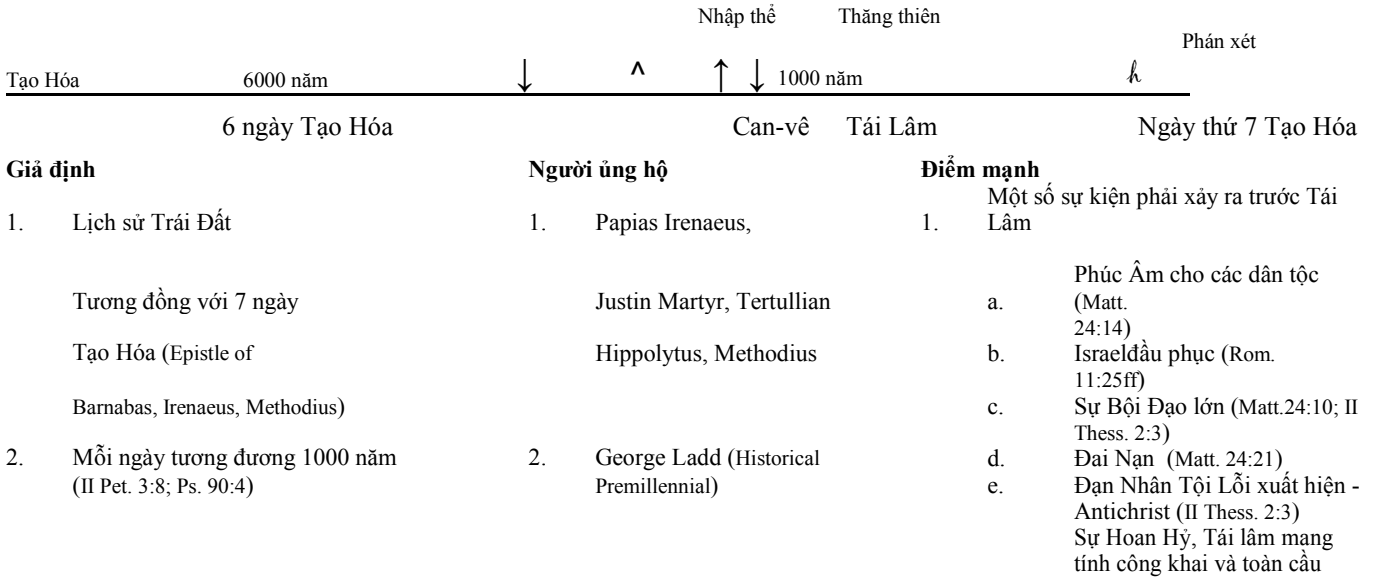 Nhập thể Thăng thiên
Phán xét
Tạo Hóa 6000 năm ↓ ^ ↑ ↓ 1000 năm h
6 ngày Tạo Hóa Can-vê Tái Lâm Ngày thứ 7 Tạo Hóa
Giả định Người ủng hộ Điểm mạnh
1. Lịch sử Trái Đất 1. Papias Irenaeus, 1. Một số sự kiện phải xảy ra trước Tái
Lâm
Tương đồng với 7 ngày Justin Martyr, Tertullian a. Phúc Âm cho các dân tộc
(Matt.
24:14)
Tạo Hóa (Epistle of Hippolytus, Methodius b. Israelđầu phục (Rom.
11:25ff)
Barnabas, Irenaeus, Methodius) c. Sự Bội Đạo lớn (Matt.24:10; II
Thess. 2:3)
2. Mỗi ngày tương đương 1000 năm 2. George Ladd (Historical d. Đai Nạn (Matt. 24:21)
(II Pet. 3:8; Ps. 90:4) Premillennial) e. Đạn Nhân Tội Lỗi xuất hiện -
Antichrist (II Thess. 2:3)
Sự Hoan Hỷ, Tái lâm mang
tính công khai và toàn cầu